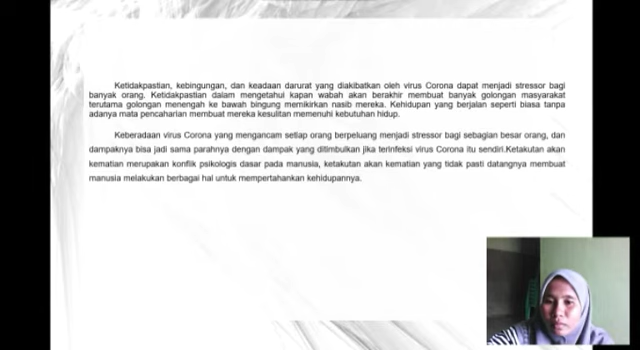 Ketidakpastian, kebingungan, dan keadaan darurat yang diakibatkan oleh virus Corona dapat menjadi stressor bagi
banyak orang. Ketidakpastian dalam mengetahui kapan wabah akan berakhir membuat banyak golongan masyarakat
terutama golongan menengah ke bawah bingung memikirkan nasib mereka. Kehidupan yang berjalan seperti biasa tanpa
adanya mata pencaharian membuat mereka kesulitan memenuhi kebutuhan hidup.
Keberadaan virus Corona yang mengancam setiap orang berpeluang menjadi stressor bagi sebagian besar orang, dan
dampaknya bisa jadi sama parahnya dengan dampak yang ditimbulkan jika terinfeksi virus Corona itu sendiri.Ketakutan akan
kematian merupakan konflik psikologis dasar pada manusia, ketakutan akan kematian yang tidak pasti datangnya membuat
manusia melakukan berbagai hal untuk mempertahankan kehidupannya.